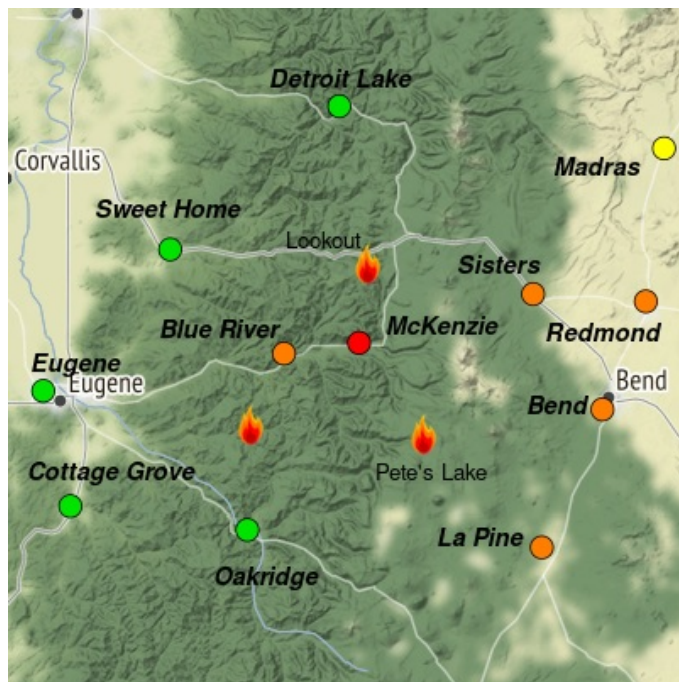 Detroit Lake
Corvallis
Madras
Sweet Home
Lookout
Sisters
Blue River
McKenzie
Redmond
Eugene
Eugene
Bend
Bend
Cottage Grove
Pete's Lake
La Pine
Oakridge